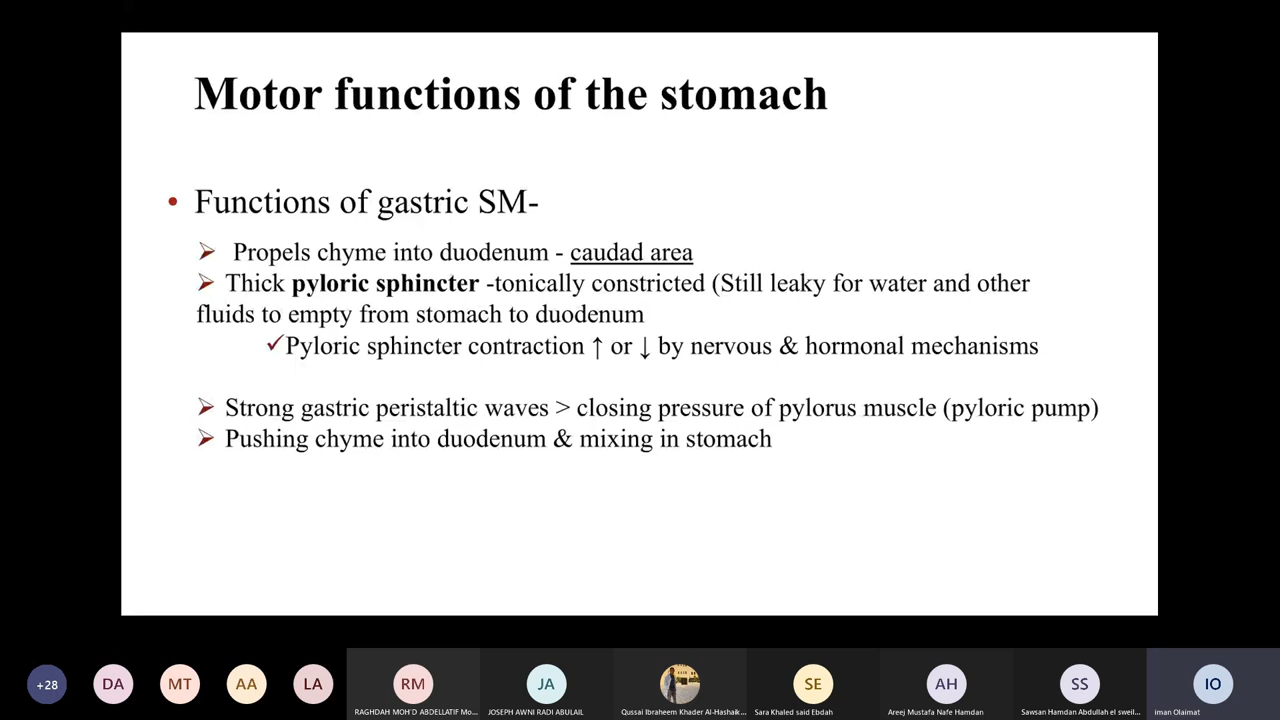 Motor functions of the stomach
• Functions of gastric SM-
➢ Propels chyme into duodenum - caudad area
➢ Thick pyloric sphincter -tonically constricted (Still leaky for water and other
fluids to empty from stomach to duodenum
✓Pyloric sphincter contraction ↑ or ↓ by nervous & hormonal mechanisms
➢ Strong gastric peristaltic waves > closing pressure of pylorus muscle (pyloric pump)
➢ Pushing chyme into duodenum & mixing in stomach
+28 DA MT AA LA RM JA SE AH SS IO
RAGHDAH MOH'D ABDELLATIF Mo... JOSEPH AWNI RADI ABULAIL Qussai Ibraheem Khader Al-Hashaik... Sara Khaled said Ebdah Areej Mustafa Nafe Hamdan Sawsan Hamdan Abdullah el sweil... iman Olaimat